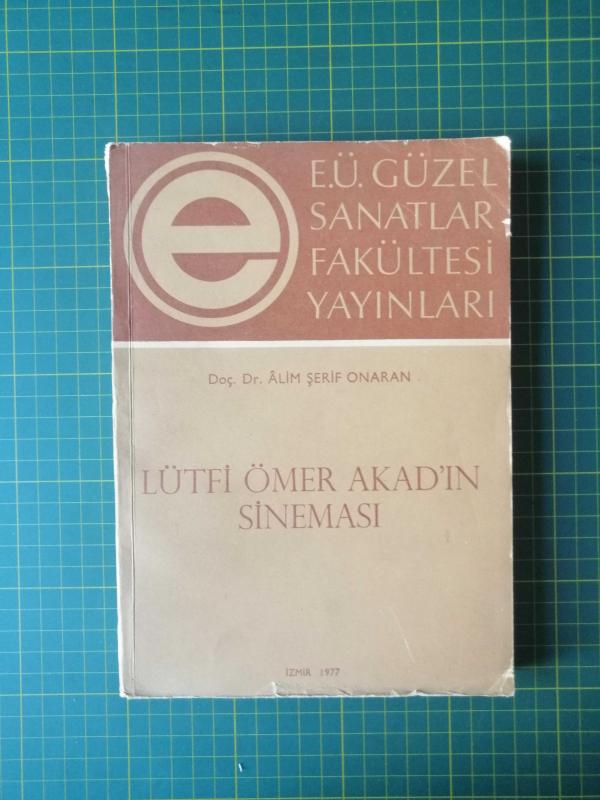 e
E.Ü. GÜZEL
SANATLAR
FAKÜLTESİ
YAYINLARI
Doç. Dr. ÂLİM ŞERİF ONARAN
LÜTFİ ÖMER AKAD'IN
SİNEMASI
İZMİR 1977